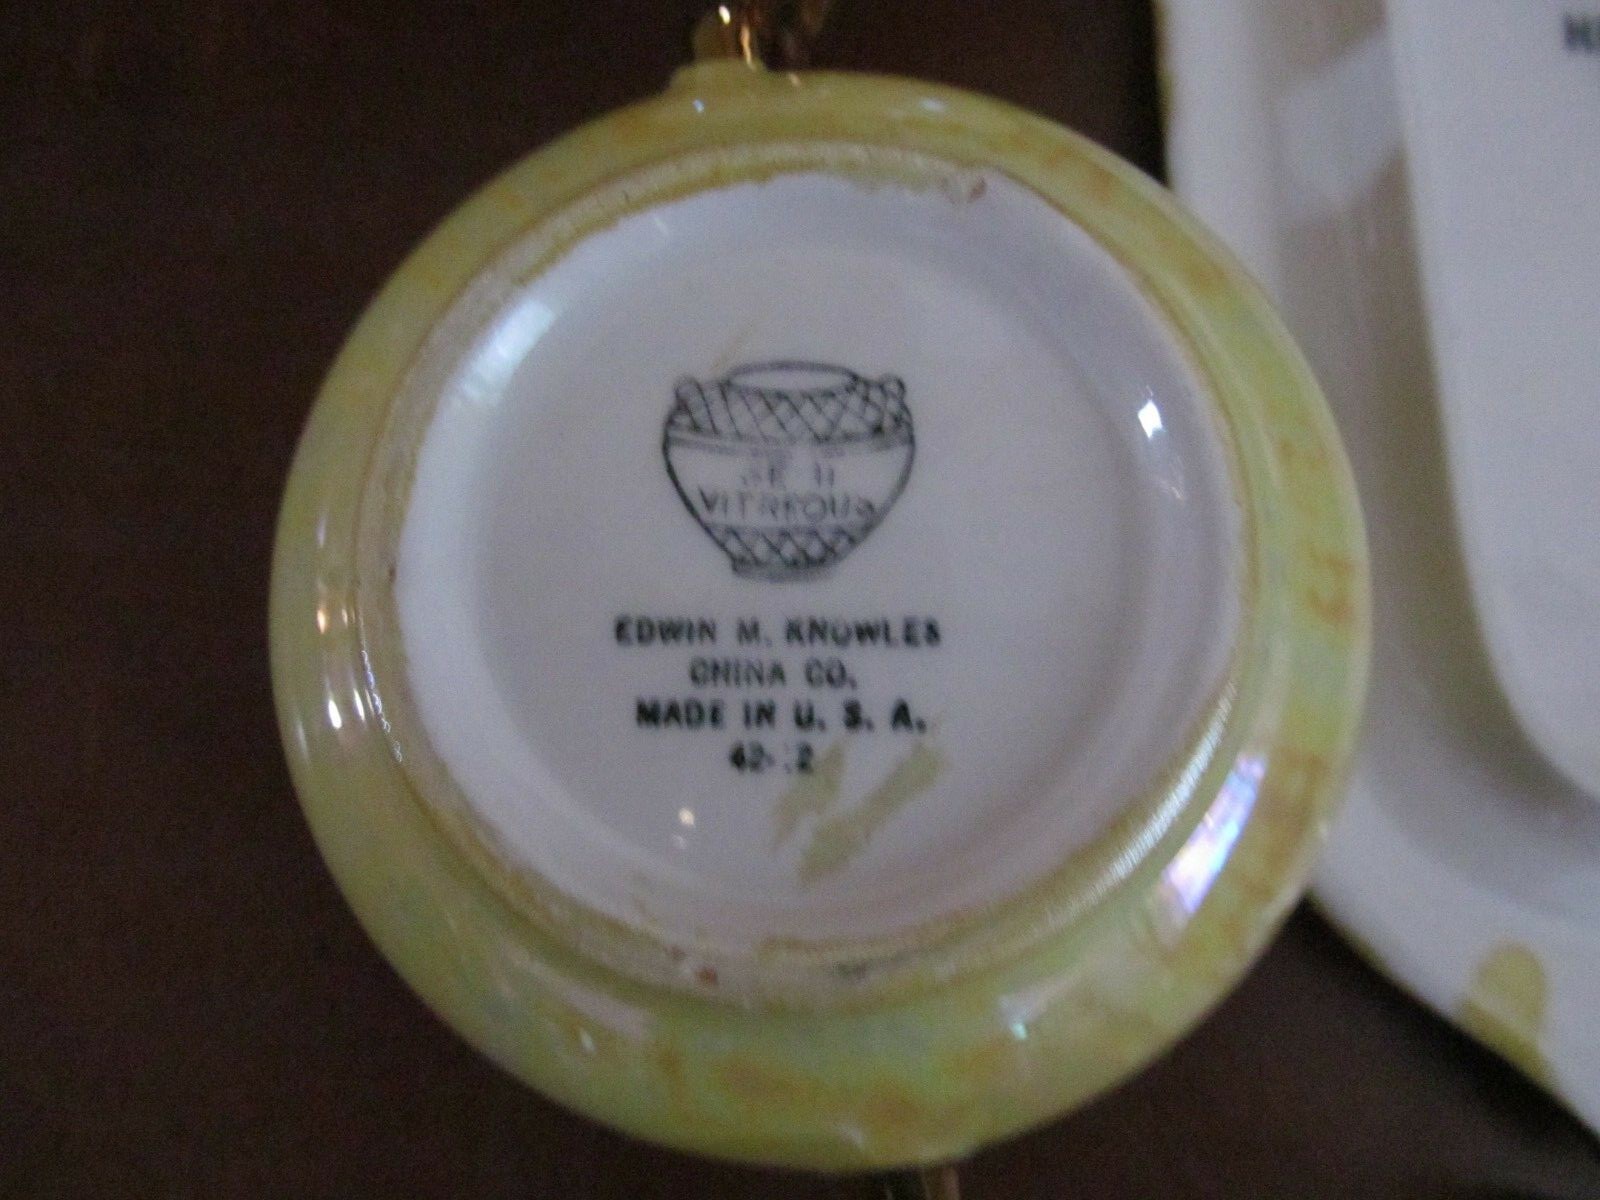 VITREOUS
EDWIN M. KNOWLES
CHINA CO.
MADE IN U. S. A.